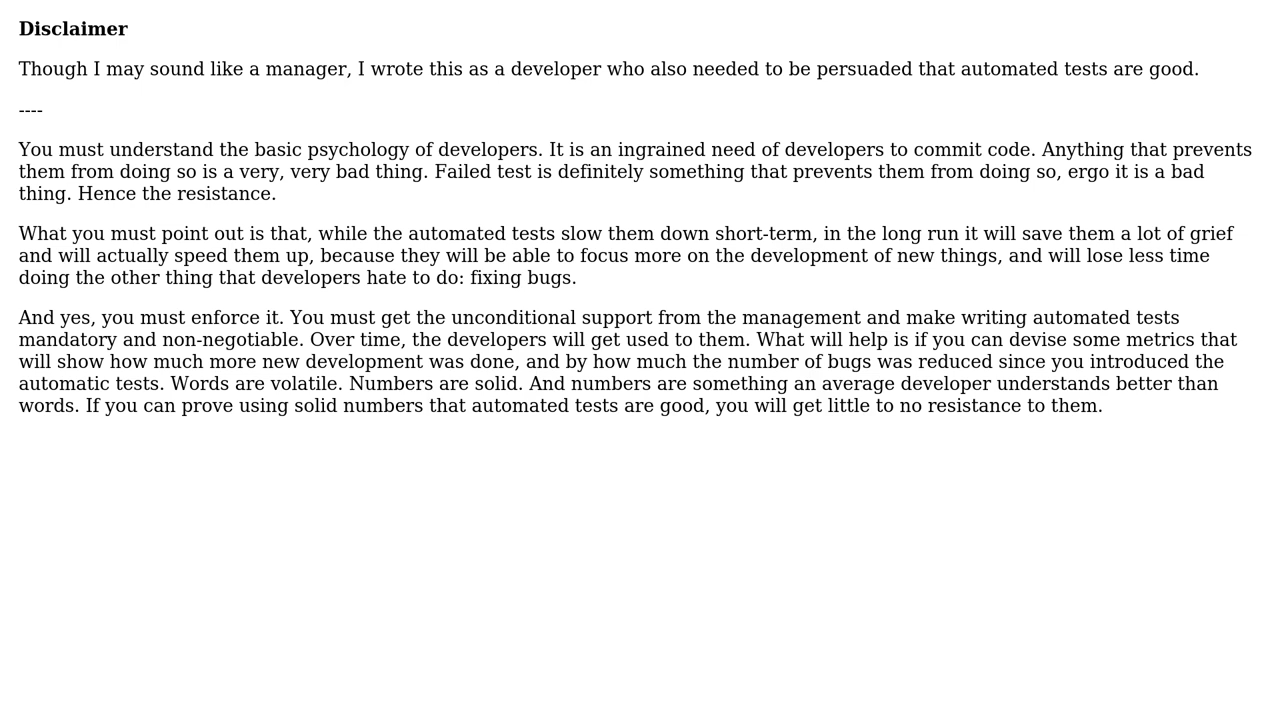 Disclaimer
Though I may sound like a manager, I wrote this as a developer who also needed to be persuaded that automated tests are good.
----
You must understand the basic psychology of developers. It is an ingrained need of developers to commit code. Anything that prevents
them from doing so is a very, very bad thing. Failed test is definitely something that prevents them from doing so, ergo it is a bad
thing. Hence the resistance.
What you must point out is that, while the automated tests slow them down short-term, in the long run it will save them a lot of grief
and will actually speed them up, because they will be able to focus more on the development of new things, and will lose less time
doing the other thing that developers hate to do: fixing bugs.
And yes, you must enforce it. You must get the unconditional support from the management and make writing automated tests
mandatory and non-negotiable. Over time, the developers will get used to them. What will help is if you can devise some metrics that
will show how much more new development was done, and by how much the number of bugs was reduced since you introduced the
automatic tests. Words are volatile. Numbers are solid. And numbers are something an average developer understands better than
words. If you can prove using solid numbers that automated tests are good, you will get little to no resistance to them.